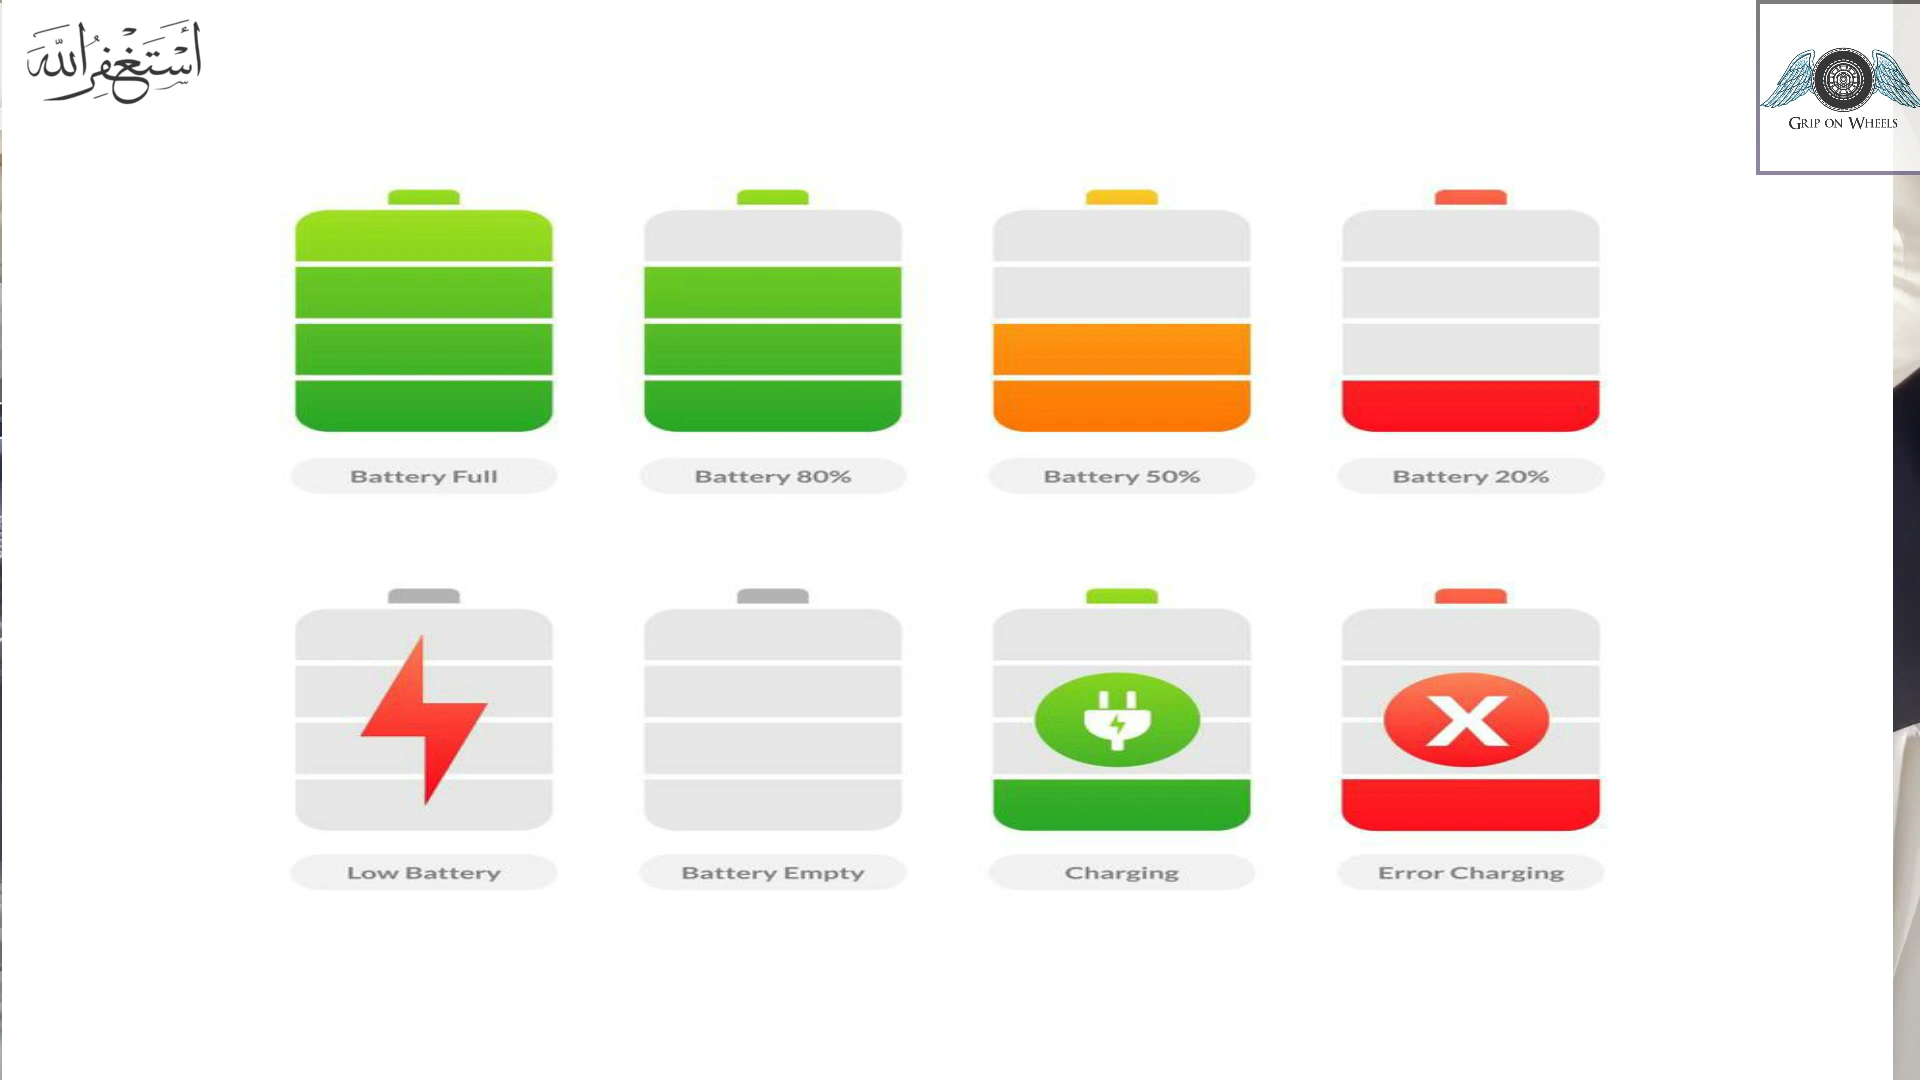 أستغفر الله
GRIP ON WHEELS
Battery Full
Battery 80%
Battery 50%
Battery 20%
Low Battery
Battery Empty
Charging
Error Charging